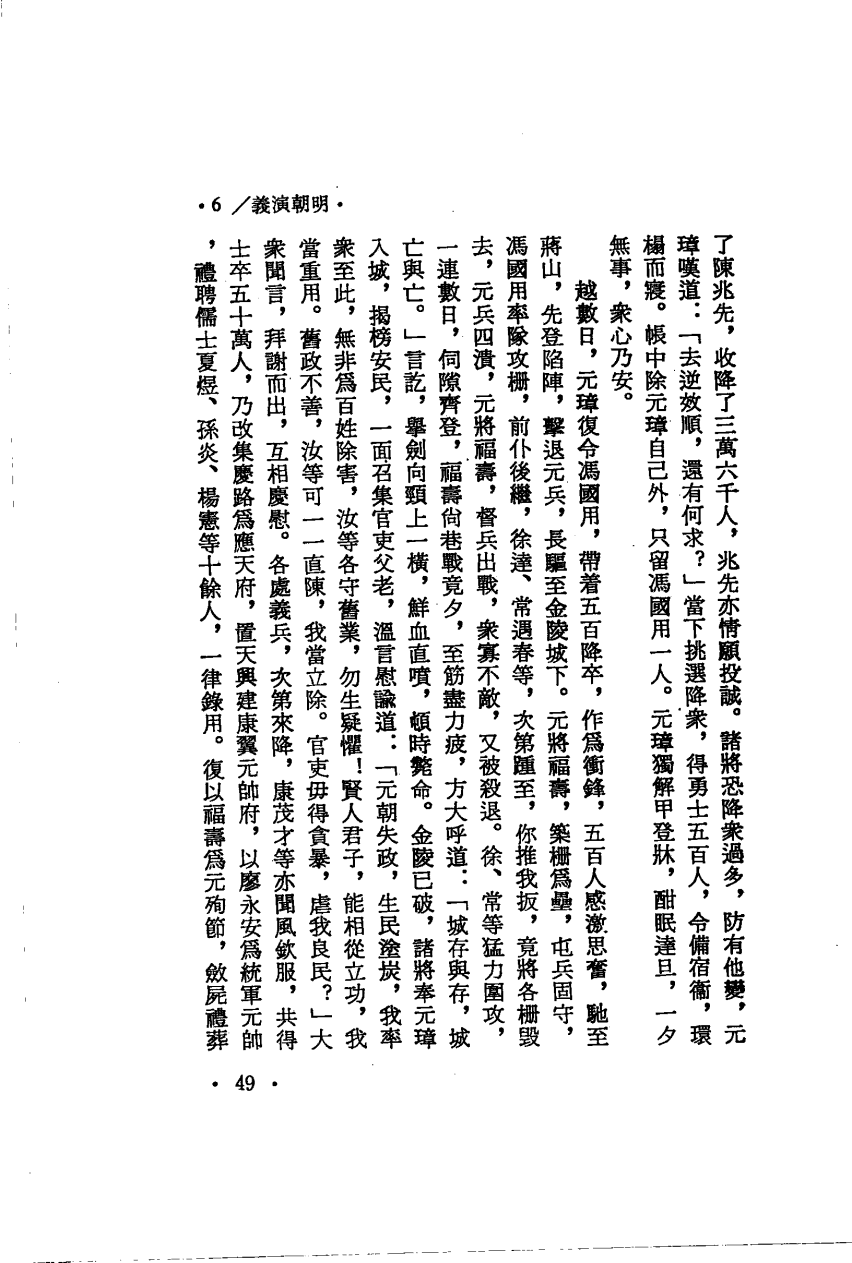 ·6／義演朝明·
了陳兆先，收降了三萬六千人，兆先亦情願投誠。諸將恐降衆過多，防有他變，元
璋嘆道：「去逆效順，還有何求？」當下挑選降衆，得勇士五百人，令備宿衞，環
榻而寢。帳中除元璋自己外，只留馮國用一人。元璋獨解甲登牀，酣眠達旦，一夕
無事，衆心乃安。
越數日，元璋復令馮國用，帶着五百降卒，作爲衝鋒，五百人感激思奮，馳至
蔣山，先登陷陣，擊退元兵，長驅至金陵城下。元將福壽，築柵爲壘，屯兵固守，
馮國用率隊攻柵，前仆後繼，徐達、常遇春等，次第踵至，你推我扳，竟將各柵毀
去，元兵四潰，元將福壽，督兵出戰，衆寡不敵，又被殺退。徐、常等猛力圍攻，
一連數日，伺隙齊登，福壽尙巷戰竟夕，至筋盡力疲，方大呼道：「城存與存，城
亡與亡。」言訖，舉劍向頸上一橫，鮮血直噴，頓時斃命。金陵已破，諸將奉元璋
入城，揭榜安民，一面召集官吏父老，溫言慰諭道：「元朝失政，生民塗炭，我率
衆至此，無非爲百姓除害，汝等各守舊業，勿生疑懼！賢人君子，能相從立功，我
當重用。舊政不善，汝等可一一直陳，我當立除。官吏毋得貪暴，虐我良民？」大
衆聞言，拜謝而出，互相慶慰。各處義兵，次第來降，康茂才等亦聞風欽服，共得
士卒五十萬人，乃改集慶路爲應天府，置天興建康翼元帥府，以廖永安爲統軍元帥
，禮聘儒士夏煜、孫炎、楊憲等十餘人，一律錄用。復以福壽爲元殉節，斂屍禮葬
·49·